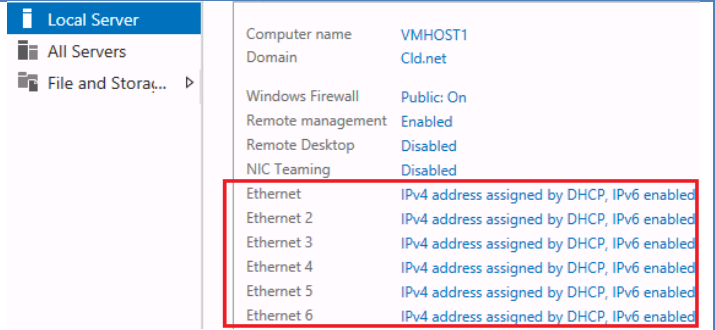 Local Server
All Servers
File and Storag...
Computer name VMHOST1
Domain Cld.net
Windows Firewall Public: On
Remote management Enabled
Remote Desktop Disabled
NIC Teaming Disabled
Ethernet IPv4 address assigned by DHCP, IPv6 enabled
Ethernet 2 IPv4 address assigned by DHCP, IPv6 enabled
Ethernet 3 IPv4 address assigned by DHCP, IPv6 enabled
Ethernet 4 IPv4 address assigned by DHCP, IPv6 enabled
Ethernet 5 IPv4 address assigned by DHCP, IPv6 enabled
Ethernet 6 IPv4 address assigned by DHCP, IPv6 enabled